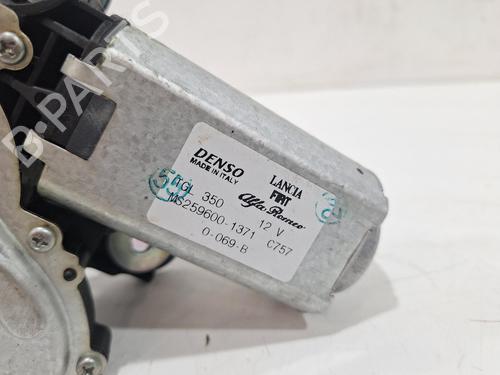 B-PARTS
DENSO
MADE IN ITALY
LANCIA
FIAT
Alfa Romeo
TGL 350
12 V
MS259600-1371 C757
0-069-B